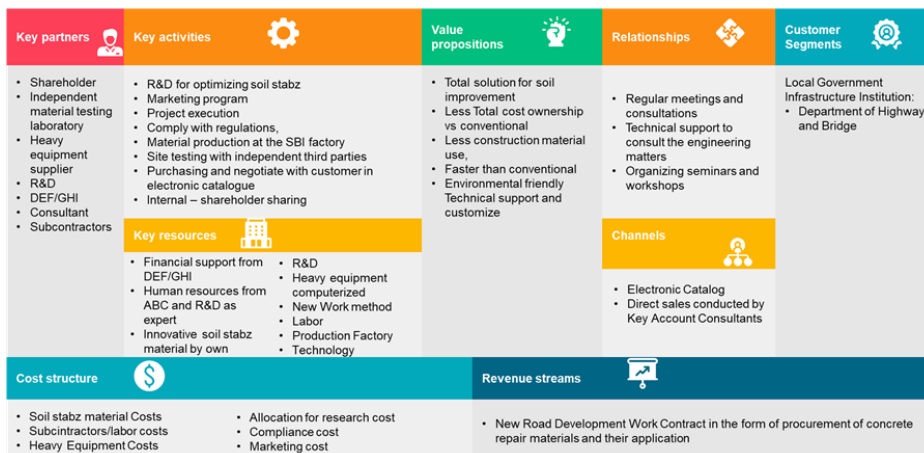 Key partners
• Shareholder
• Independent
material testing
laboratory
• Heavy
equipment
supplier
• R&D
• DEF/GHI
• Consultant
• Subcontractors
Key activities
• R&D for optimizing soil stabz
• Marketing program
• Project execution
• Comply with regulations,
• Material production at the SBI factory
• Site testing with independent third parties
• Purchasing and negotiate with customer in
electronic catalogue
• Internal – shareholder sharing
Key resources
• Financial support from
DEF/GHI
• Human resources from
ABC and R&D as
expert
• Innovative soil stabz
material by own
• R&D
• Heavy equipment
computerized
• New Work method
• Labor
• Production Factory
• Technology
Value
propositions
• Total solution for soil
improvement
• Less Total cost ownership
vs conventional
• Less construction material
use,
• Faster than conventional
• Environmental friendly
Technical support and
customize
Relationships
• Regular meetings and
consultations
• Technical support to
consult the engineering
matters
• Organizing seminars and
workshops
Channels
• Electronic Catalog
• Direct sales conducted by
Key Account Consultants
Customer
Segments
Local Government
Infrastructure Institution:
• Department of Highway
and Bridge
Cost structure
• Soil stabz material Costs
• Subcintractors/labor costs
• Heavy Equipment Costs
• Allocation for research cost
• Compliance cost
• Marketing cost
Revenue streams
• New Road Development Work Contract in the form of procurement of concrete
repair materials and their application